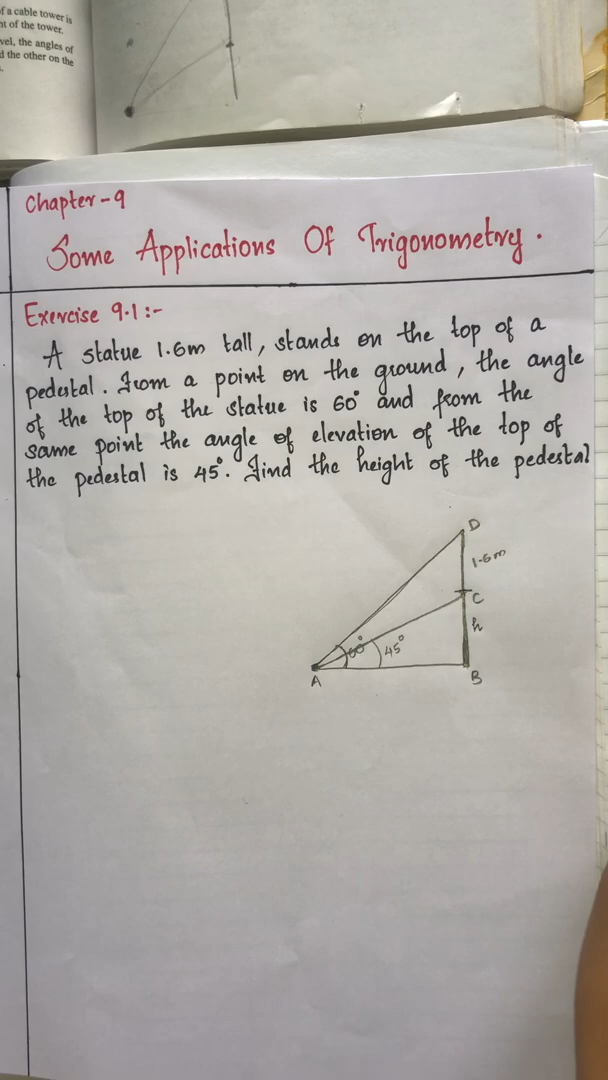 f a cable tower is
nt of the tower.
vel, the angles of
d the other on the
Chapter-9
Some Applications Of Trigonometry.
Exercise 9.1:-
A statue 1.6m tall, stands on the top of a
pedestal. From a point on the ground, the angle
of the top of the statue is 60° and from the
same point the angle of elevation of the top of
the pedestal is 45°. Find the height of the pedestal
D
1.6m
C
h
60° 45°
A
B